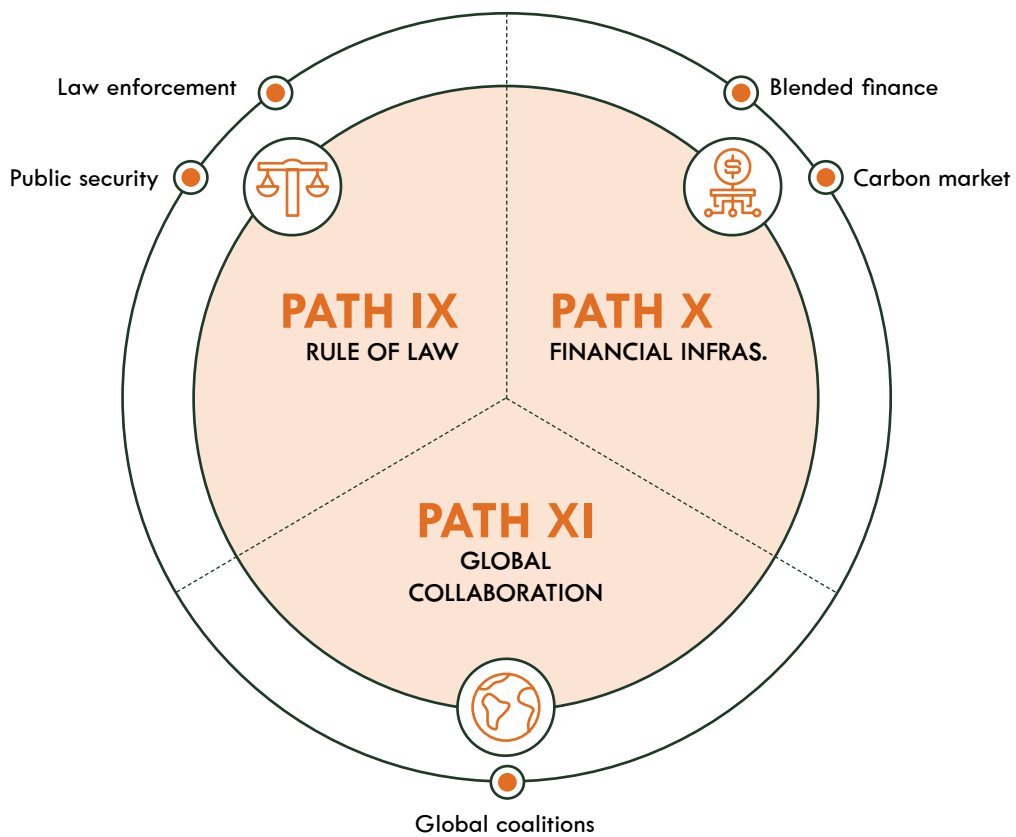 Law enforcement
Public security
Blended finance
Carbon market
$
PATH IX
RULE OF LAW
PATH X
FINANCIAL INFRAS.
PATH XI
GLOBAL
COLLABORATION
Global coalitions